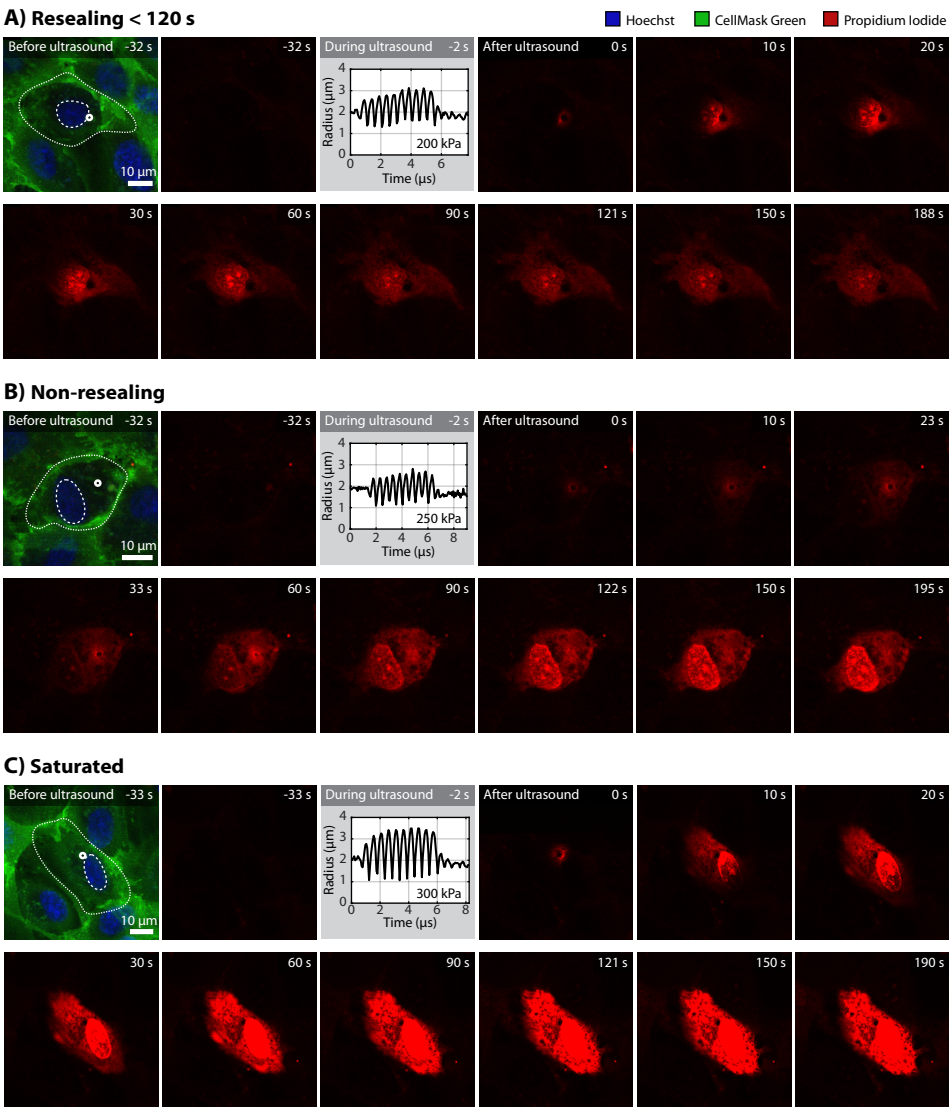 A) Resealing < 120 s
Hoechst CellMask Green Propidium Iodide
Before ultrasound -32 s
-32 s
During ultrasound -2 s
After ultrasound 0 s
10 s
20 s
10 µm
Radius (µm)
4
3
2
1
0
200 kPa
0 2 4 6
Time (µs)
30 s
60 s
90 s
121 s
150 s
188 s
B) Non-resealing
Before ultrasound -32 s
-32 s
During ultrasound -2 s
After ultrasound 0 s
10 s
23 s
10 µm
Radius (µm)
4
3
2
1
0
250 kPa
0 2 4 6 8
Time (µs)
33 s
60 s
90 s
122 s
150 s
195 s
C) Saturated
Before ultrasound -33 s
-33 s
During ultrasound -2 s
After ultrasound 0 s
10 s
20 s
10 µm
Radius (µm)
4
3
2
1
0
300 kPa
0 2 4 6 8
Time (µs)
30 s
60 s
90 s
121 s
150 s
190 s